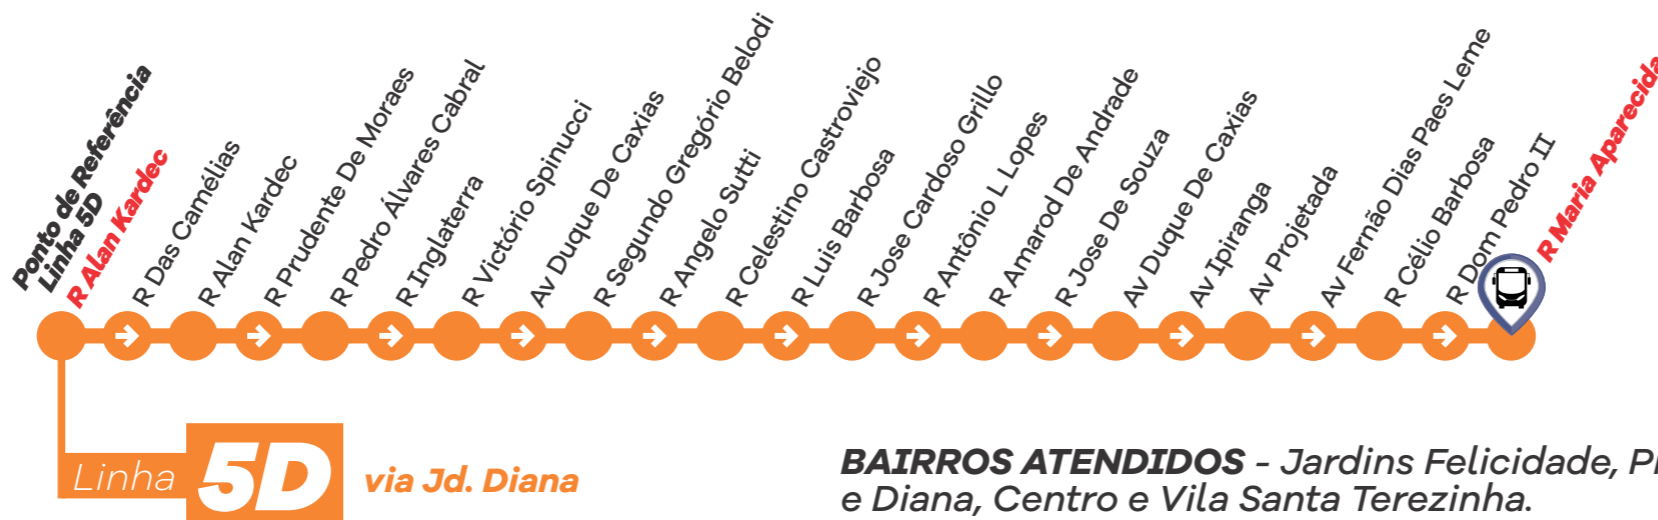 Ponto de Referência
Linha 5D
R Alan Kardec
R Das Camélias
R Alan Kardec
R Prudente De Moraes
R Pedro Álvares Cabral
R Inglaterra
R Victório Spinucci
Av Duque De Caxias
R Segundo Gregório Belodi
R Angelo Sutti
R Celestino Castroviejo
R Luis Barbosa
R Jose Cardoso Grillo
R Antônio L Lopes
R Amarod De Andrade
R Jose De Souza
Av Duque De Caxias
Av Ipiranga
Av Projetada
Av Fernão Dias Paes Leme
R Célio Barbosa
R Dom Pedro II
R Maria Aparecida
Linha 5D via Jd. Diana
BAIRROS ATENDIDOS - Jardins Felicidade,
e Diana, Centro e Vila Santa Terezinha.